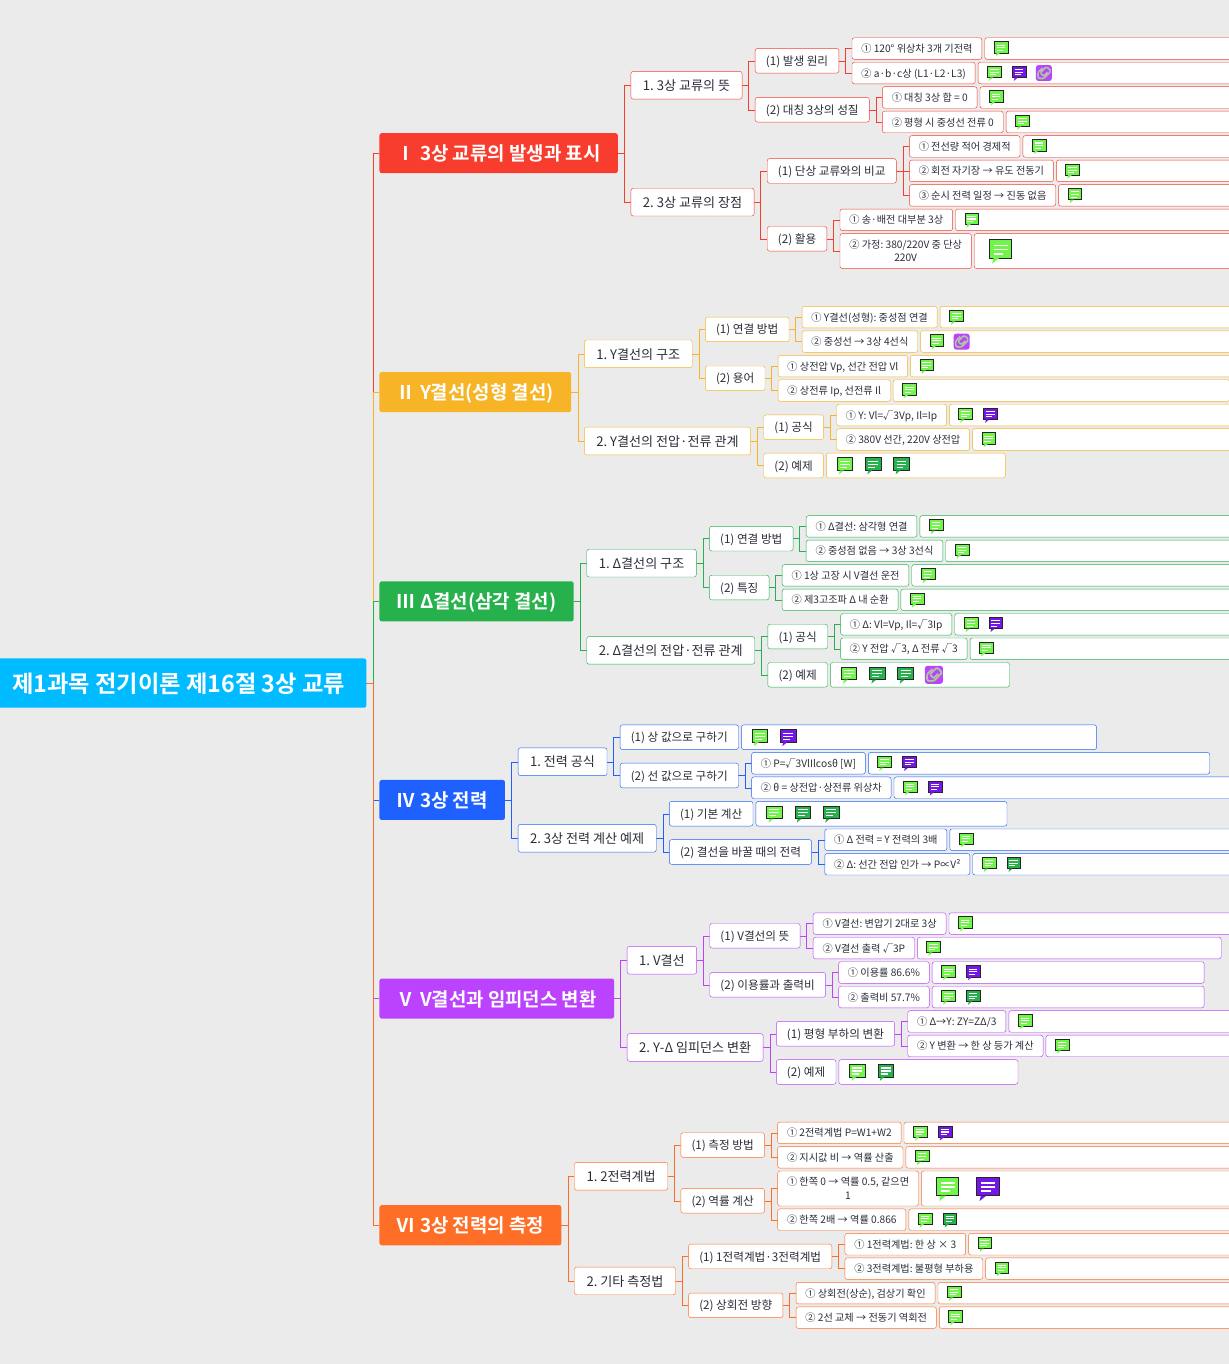 제1과목 전기이론 제16절 3상 교류
I 3상 교류의 발생과 표시
1. 3상 교류의 뜻
(1) 발생 원리
① 120° 위상차 3개 기전력
② a·b·c상 (L1·L2·L3)
(2) 대칭 3상의 성질
① 대칭 3상 합 = 0
② 평형 시 중성선 전류 0
2. 3상 교류의 장점
(1) 단상 교류와의 비교
① 전선량 적어 경제적
② 회전 자기장 → 유도 전동기
③ 순시 전력 일정 → 진동 없음
(2) 활용
① 송·배전 대부분 3상
② 가정: 380/220V 중 단상
220V
II Y결선(성형 결선)
1. Y결선의 구조
(1) 연결 방법
① Y결선(성형): 중성점 연결
② 중성선 → 3상 4선식
(2) 용어
① 상전압 Vp, 선간 전압 Vl
② 상전류 Ip, 선전류 Il
2. Y결선의 전압·전류 관계
(1) 공식
① Y: Vl=√3Vp, Il=Ip
② 380V 선간, 220V 상전압
(2) 예제
III Δ결선(삼각 결선)
1. Δ결선의 구조
(1) 연결 방법
① Δ결선: 삼각형 연결
② 중성점 없음 → 3상 3선식
(2) 특징
① 1상 고장 시 V결선 운전
② 제3고조파 Δ 내 순환
2. Δ결선의 전압·전류 관계
(1) 공식
① Δ: Vl=Vp, Il=√3Ip
② Y 전압 √3, Δ 전류 √3
(2) 예제
IV 3상 전력
1. 전력 공식
(1) 상 값으로 구하기
(2) 선 값으로 구하기
① P=√3VlIlcosθ [W]
② θ = 상전압·상전류 위상차
2. 3상 전력 계산 예제
(1) 기본 계산
(2) 결선을 바꿀 때의 전력
① Δ 전력 = Y 전력의 3배
② Δ: 선간 전압 인가 → P∝V²
V V결선과 임피던스 변환
1. V결선
(1) V결선의 뜻
① V결선: 변압기 2대로 3상
② V결선 출력 √3P
(2) 이용률과 출력비
① 이용률 86.6%
② 출력비 57.7%
2. Y-Δ 임피던스 변환
(1) 평형 부하의 변환
① Δ→Y: ZY=ZΔ/3
② Y 변환 → 한 상 등가 계산
(2) 예제
VI 3상 전력의 측정
1. 2전력계법
(1) 측정 방법
① 2전력계법 P=W1+W2
② 지시값 비 → 역률 산출
(2) 역률 계산
① 한쪽 0 → 역률 0.5, 같으면
1
② 한쪽 2배 → 역률 0.866
2. 기타 측정법
(1) 1전력계법·3전력계법
① 1전력계법: 한 상 × 3
② 3전력계법: 불평형 부하용
(2) 상회전 방향
① 상회전(상순), 검상기 확인
② 2선 교체 → 전동기 역회전